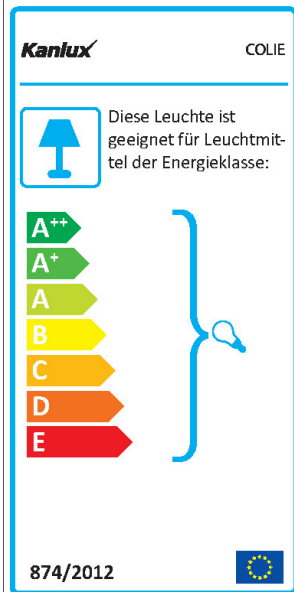 Kanlux COLIE
Diese Leuchte ist
geeignet für Leuchtmit-
tel der Energieklasse:
A++
A+
A
B
C
D
E
874/2012